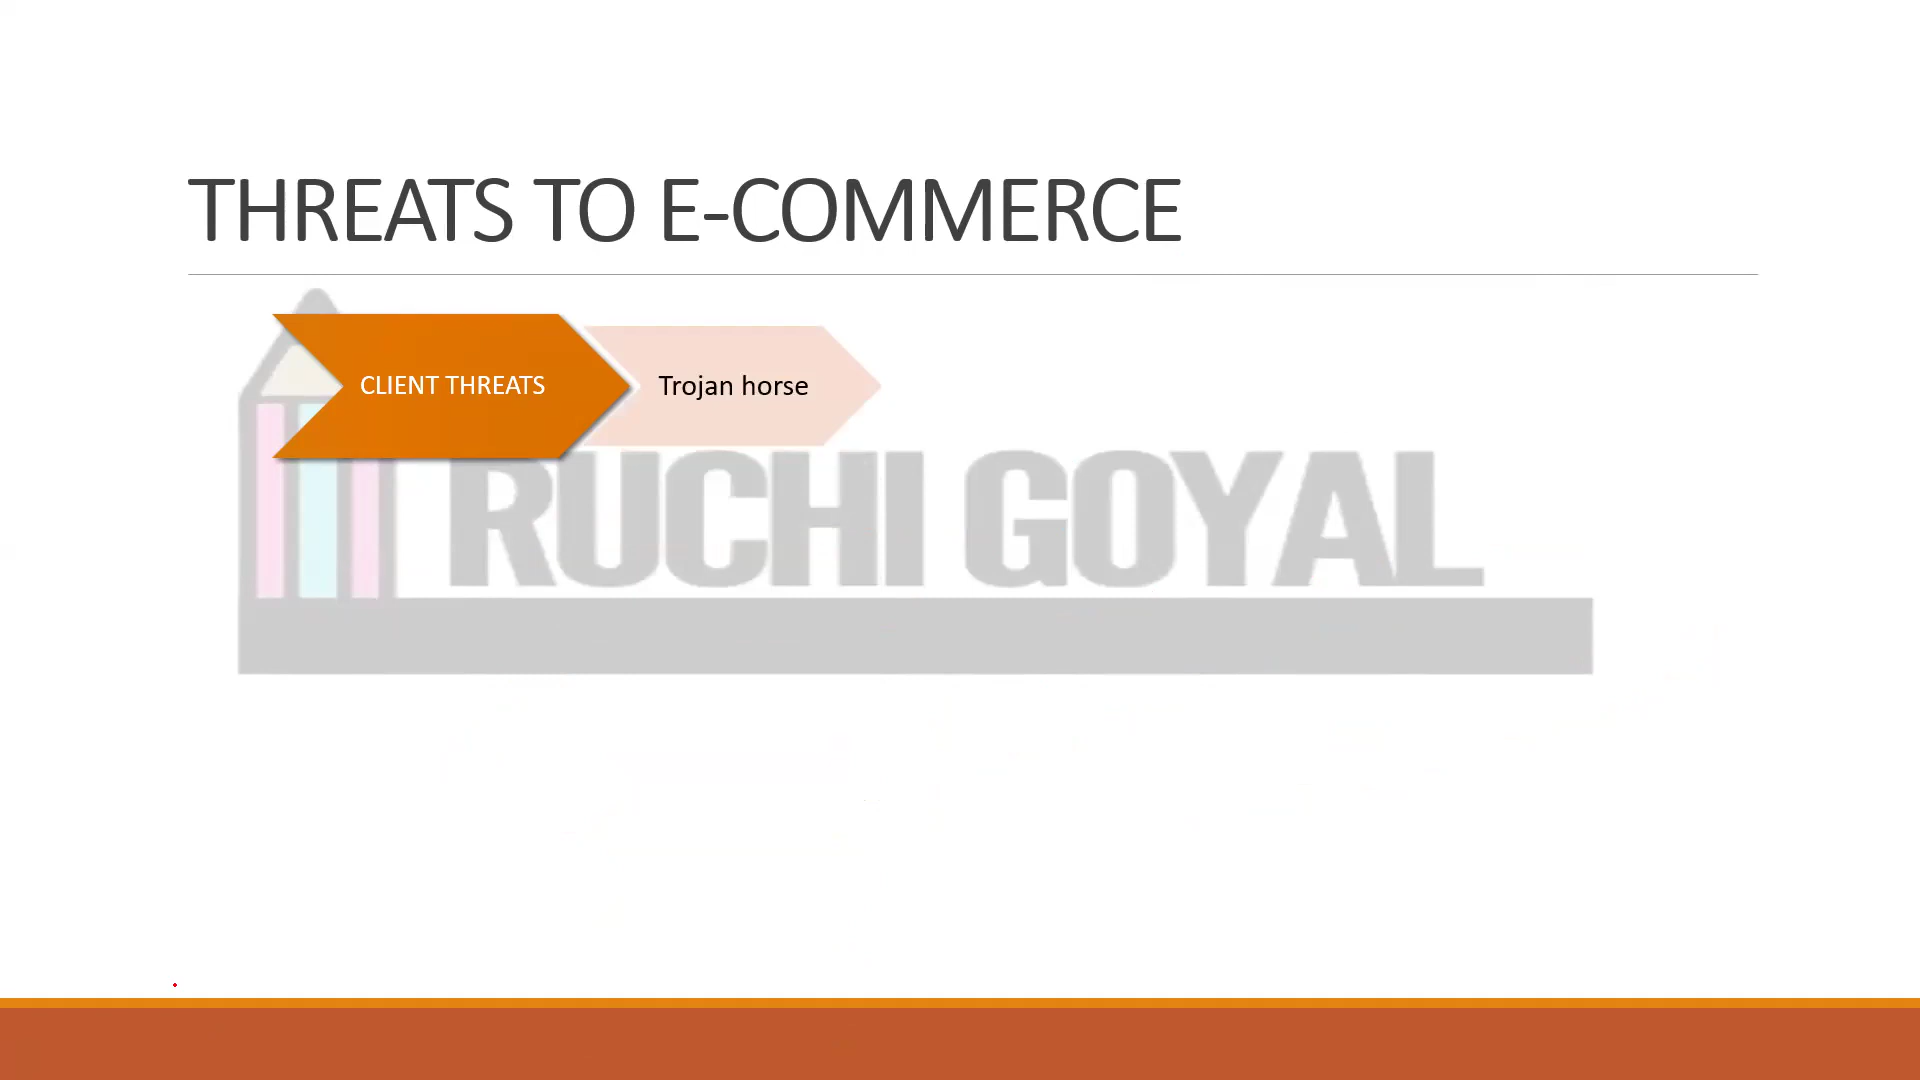 THREATS TO E-COMMERCE
CLIENT THREATS
Trojan horse
RUCHI GOYAL